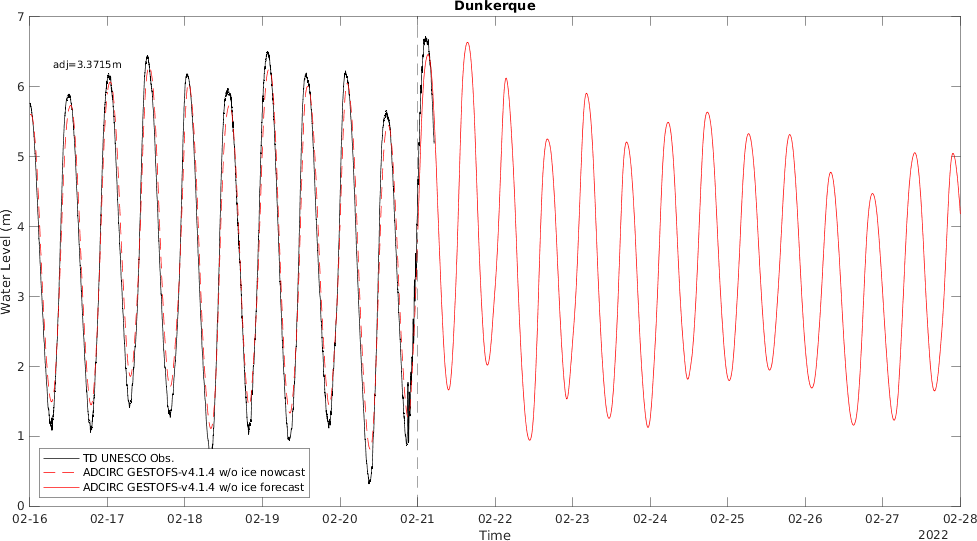 Dunkerque
7
6
5
4
3
2
1
0
Water Level (m)
adj=3.3715m
TD UNESCO Obs.
ADCIRC GESTOFS-v4.1.4 w/o ice nowcast
ADCIRC GESTOFS-v4.1.4 w/o ice forecast
02-16 02-17 02-18 02-19 02-20 02-21 02-22 02-23 02-24 02-25 02-26 02-27 02-28
Time
2022